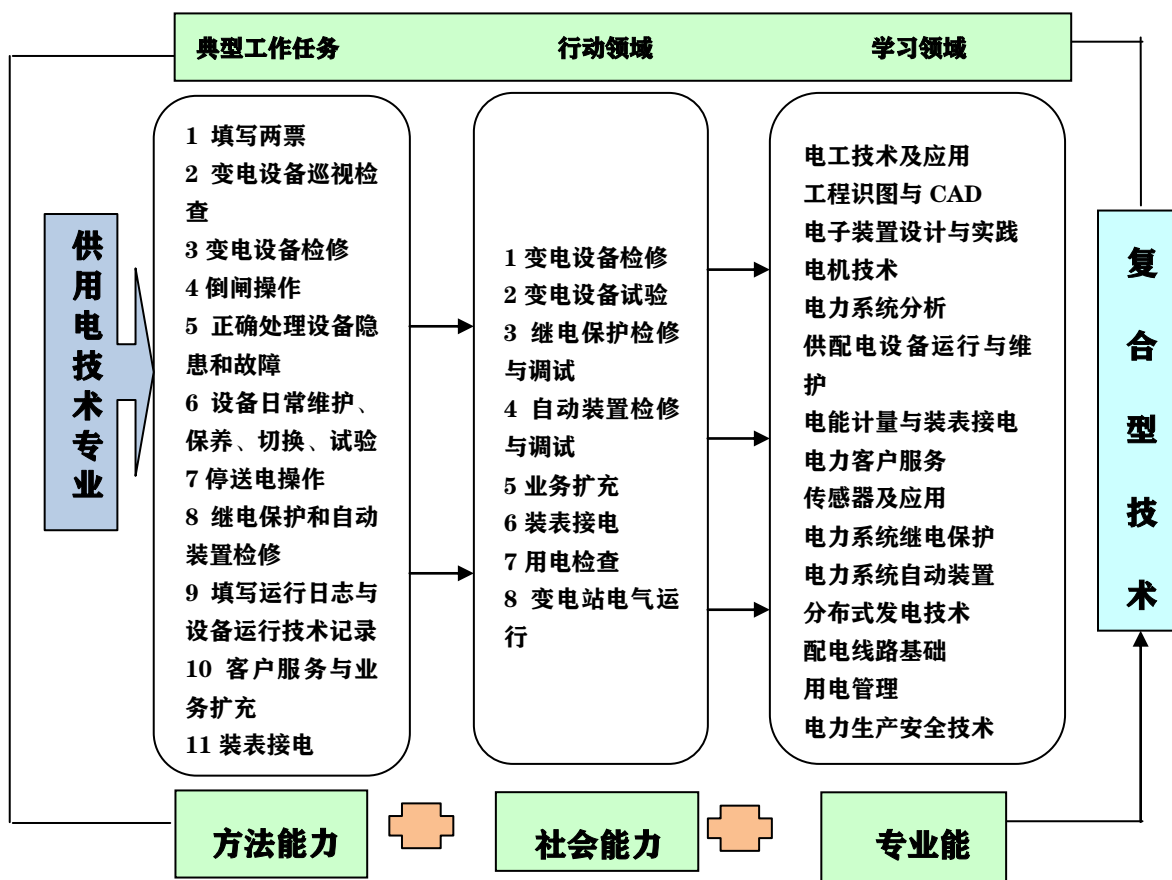 典型工作任务 行动领域 学习领域
供用电技术专业
1 填写两票
2 变电设备巡视检
查
3 变电设备检修
4 倒闸操作
5 正确处理设备隐
患和故障
6 设备日常维护、
保养、切换、试验
7 停送电操作
8 继电保护和自动
装置检修
9 填写运行日志与
设备运行技术记录
10 客户服务与业
务扩充
11 装表接电
1 变电设备检修
2 变电设备试验
3 继电保护检修
与调试
4 自动装置检修
与调试
5 业务扩充
6 装表接电
7 用电检查
8 变电站电气运
行
电工技术及应用
工程识图与 CAD
电子装置设计与实践
电机技术
电力系统分析
供配电设备运行与维
护
电能计量与装表接电
电力客户服务
传感器及应用
电力系统继电保护
电力系统自动装置
分布式发电技术
配电线路基础
用电管理
电力生产安全技术
复合型技术
方法能力 社会能力 专业能